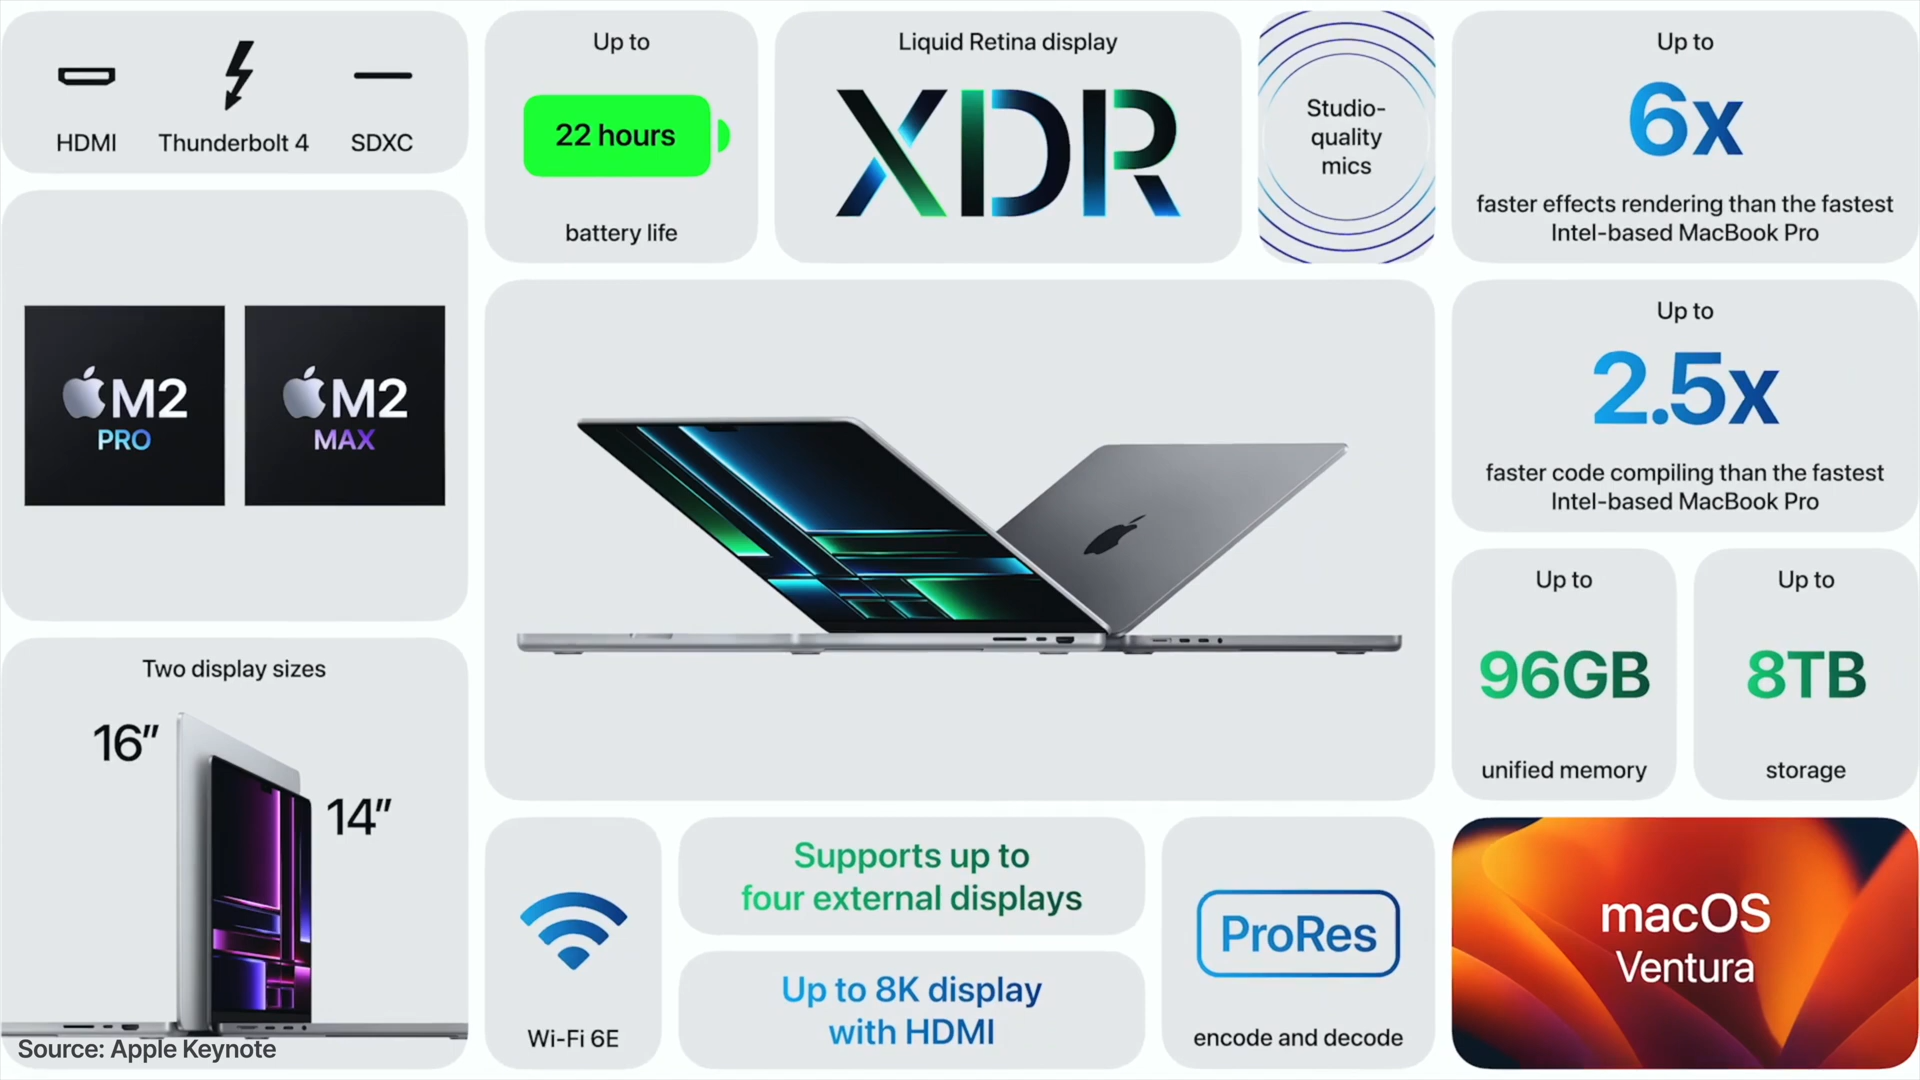 HDMI
Thunderbolt 4
SDXC
Up to
22 hours
battery life
Liquid Retina display
XDR
Studio-
quality
mics
Up to
6x
faster effects rendering than the fastest
Intel-based MacBook Pro
M2
PRO
M2
MAX
Up to
2.5x
faster code compiling than the fastest
Intel-based MacBook Pro
Up to
96GB
unified memory
Up to
8TB
storage
Two display sizes
16”
14”
Wi-Fi 6E
Supports up to
four external displays
Up to 8K display
with HDMI
ProRes
encode and decode
macOS
Ventura
Source: Apple Keynote